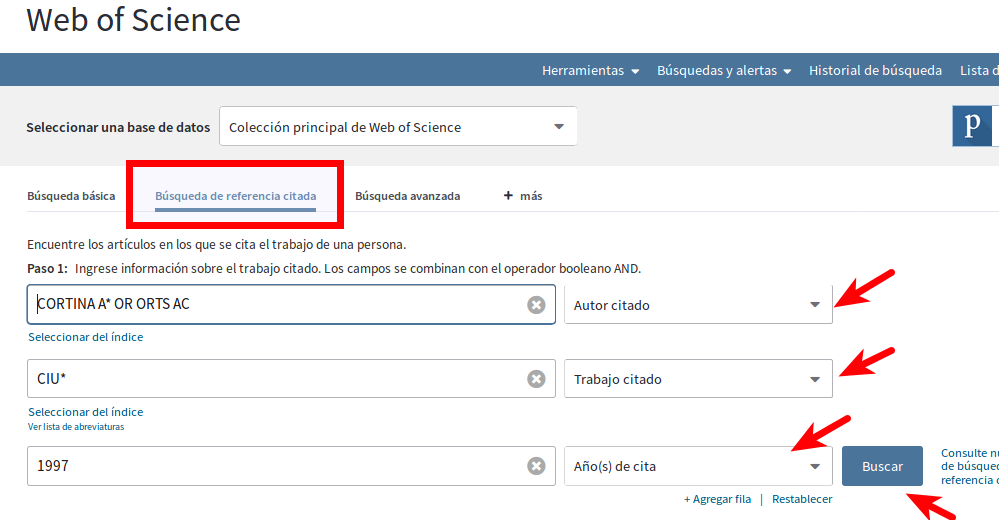 Web of Science
Herramientas Búsquedas y alertas Historial de búsqueda Lista
Seleccionar una base de datos Colección principal de Web of Science p
Búsqueda básica Búsqueda de referencia citada Búsqueda avanzada + más
Encuentre los artículos en los que se cita el trabajo de una persona.
Paso 1: Ingrese información sobre el trabajo citado. Los campos se combinan con el operador booleano AND.
CORTINA A* OR ORTS AC Autor citado
Seleccionar del índice
CIU* Trabajo citado
Seleccionar del índice
Ver lista de abreviaturas
1997 Año(s) de cita Buscar
Consulte
de búsqued
referencia
+ Agregar fila | Restablecer